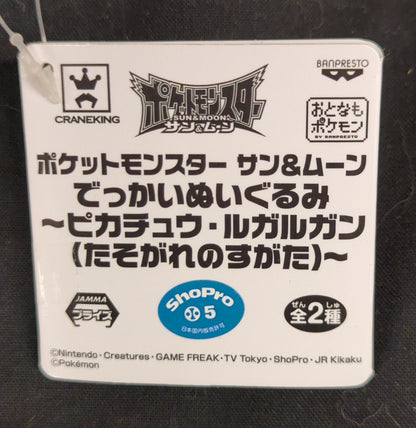 CRANEKING
ポケットモンスター
SUN&MOON
サン&ムーン
BANPRESTO
おとなも
ポケモン
BY BANPRESTO
ポケットモンスター サン&ムーン
でっかいぬいぐるみ
～ピカチュウ・ルガルガン
(たそがれのすがた)～
JAMMA
プライズ
ShoPro
5
日本国内販売許可
ぜん しゅ
全2種
©Nintendo・Creatures・GAME FREAK・TV Tokyo・ShoPro・JR Kikaku
©Pokémon